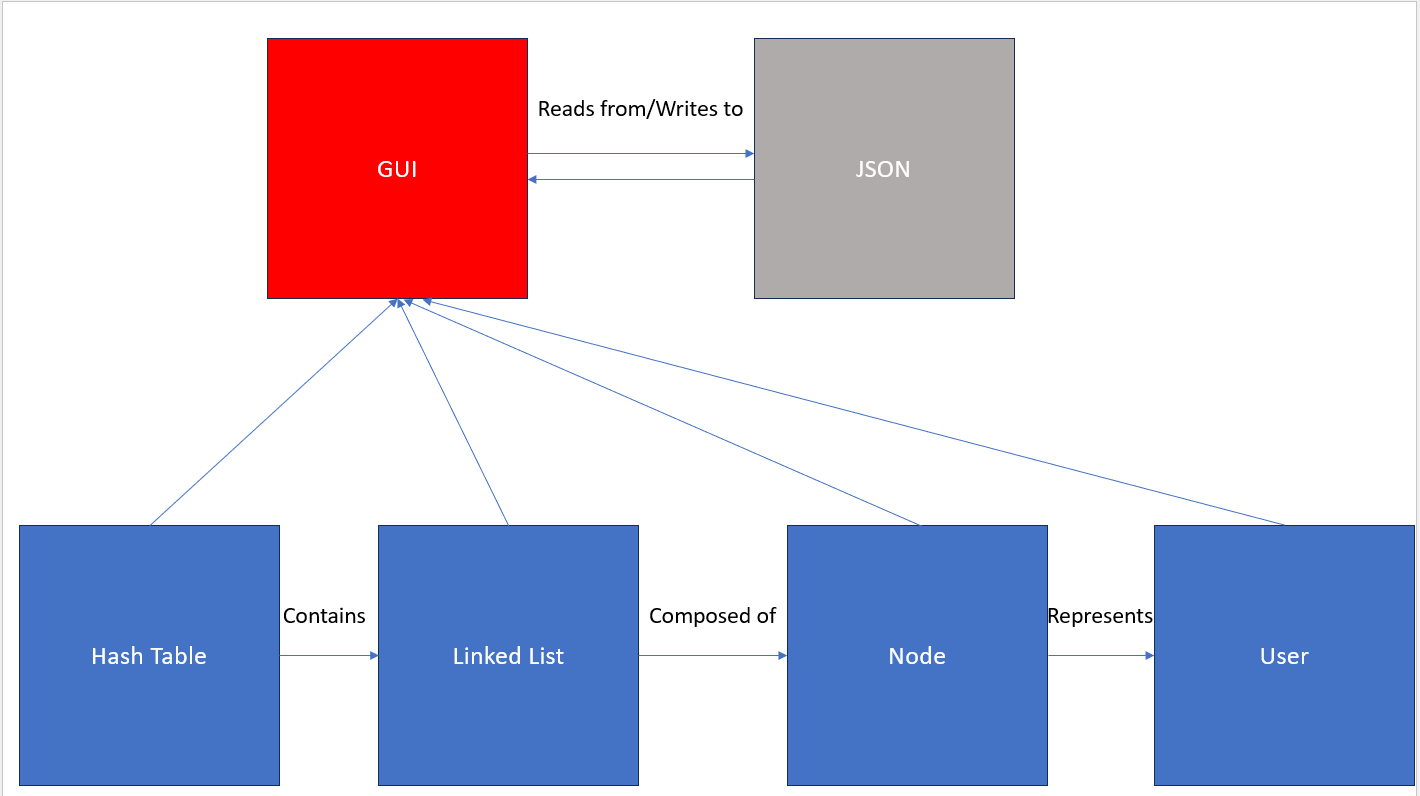 Reads from/Writes to
GUI
JSON
Contains
Composed of
Represents
Hash Table
Linked List
Node
User